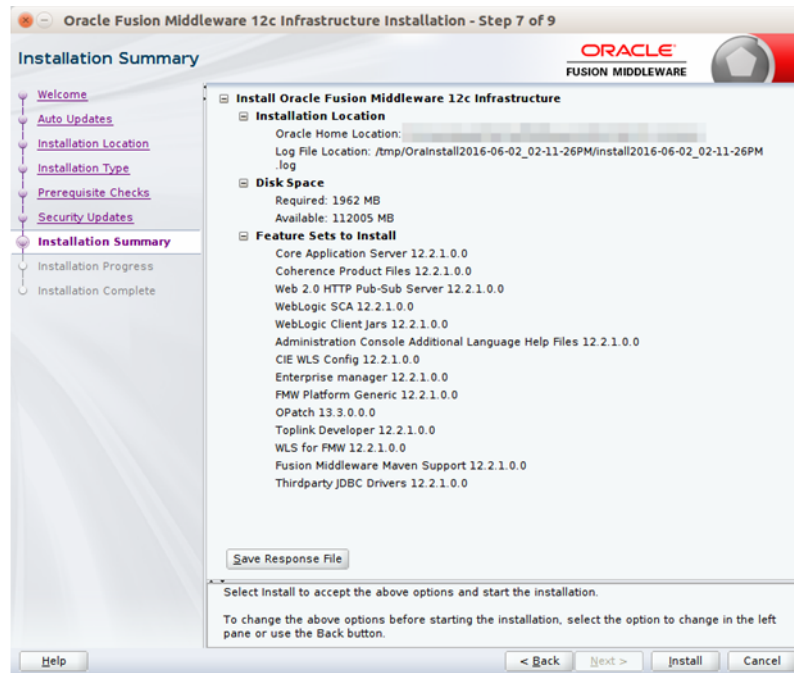 Oracle Fusion Middleware 12c Infrastructure Installation - Step 7 of 9
Installation Summary
ORACLE
FUSION MIDDLEWARE
Welcome
Auto Updates
Installation Location
Installation Type
Prerequisite Checks
Security Updates
Installation Summary
Installation Progress
Installation Complete
Install Oracle Fusion Middleware 12c Infrastructure
Installation Location
Oracle Home Location:
Log File Location: /tmp/OraInstall2016-06-02_02-11-26PM/install2016-06-02_02-11-26PM
.log
Disk Space
Required: 1962 MB
Available: 112005 MB
Feature Sets to Install
Core Application Server 12.2.1.0.0
Coherence Product Files 12.2.1.0.0
Web 2.0 HTTP Pub-Sub Server 12.2.1.0.0
WebLogic SCA 12.2.1.0.0
WebLogic Client Jars 12.2.1.0.0
Administration Console Additional Language Help Files 12.2.1.0.0
CIE WLS Config 12.2.1.0.0
Enterprise manager 12.2.1.0.0
FMW Platform Generic 12.2.1.0.0
OPatch 13.3.0.0.0
Toplink Developer 12.2.1.0.0
WLS for FMW 12.2.1.0.0
Fusion Middleware Maven Support 12.2.1.0.0
Thirdparty JDBC Drivers 12.2.1.0.0
Save Response File
Select Install to accept the above options and start the installation.
To change the above options before starting the installation, select the option to change in the left
pane or use the Back button.
Help
< Back
Next >
Install
Cancel